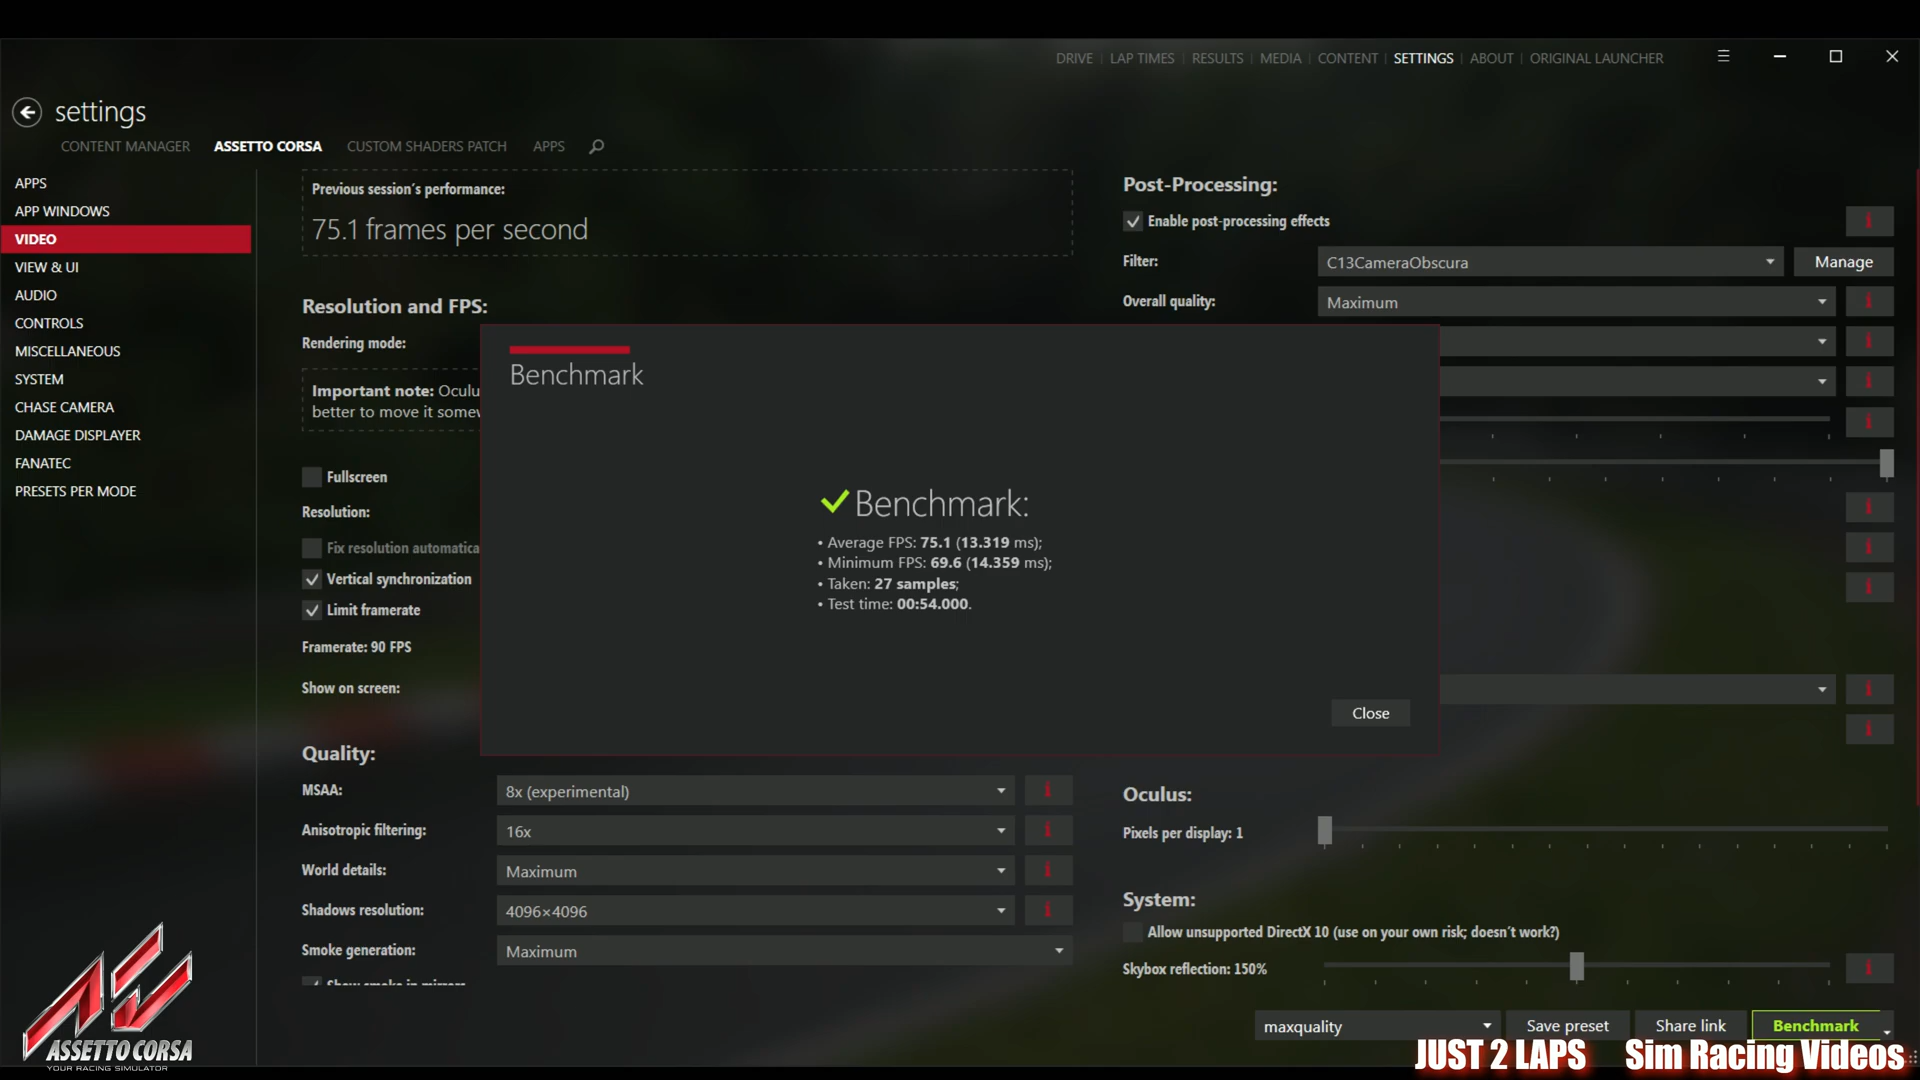 DRIVE | LAP TIMES | RESULTS | MEDIA | CONTENT | SETTINGS | ABOUT | ORIGINAL LAUNCHER
settings
CONTENT MANAGER ASSETTO CORSA CUSTOM SHADERS PATCH APPS
APPS
APP WINDOWS
VIDEO
VIEW & UI
AUDIO
CONTROLS
MISCELLANEOUS
SYSTEM
CHASE CAMERA
DAMAGE DISPLAYER
FANATEC
PRESETS PER MODE
Previous session's performance:
75.1 frames per second
Resolution and FPS:
Rendering mode:
Important note: Oculu
better to move it somew
Fullscreen
Resolution:
Fix resolution automatica
Vertical synchronization
Limit framerate
Framerate: 90 FPS
Show on screen:
Quality:
MSAA: 8x (experimental)
Anisotropic filtering: 16x
World details: Maximum
Shadows resolution: 4096×4096
Smoke generation: Maximum
Show smoke in mirrors
Post-Processing:
Enable post-processing effects
Filter: C13CameraObscura Manage
Overall quality: Maximum
Benchmark
Benchmark:
• Average FPS: 75.1 (13.319 ms);
• Minimum FPS: 69.6 (14.359 ms);
• Taken: 27 samples;
• Test time: 00:54.000.
Close
Oculus:
Pixels per display: 1
System:
Allow unsupported DirectX 10 (use on your own risk; doesn't work?)
Skybox reflection: 150%
maxquality Save preset Share link Benchmark
ASSETTO CORSA
YOUR RACING SIMULATOR
JUST 2 LAPS Sim Racing Videos